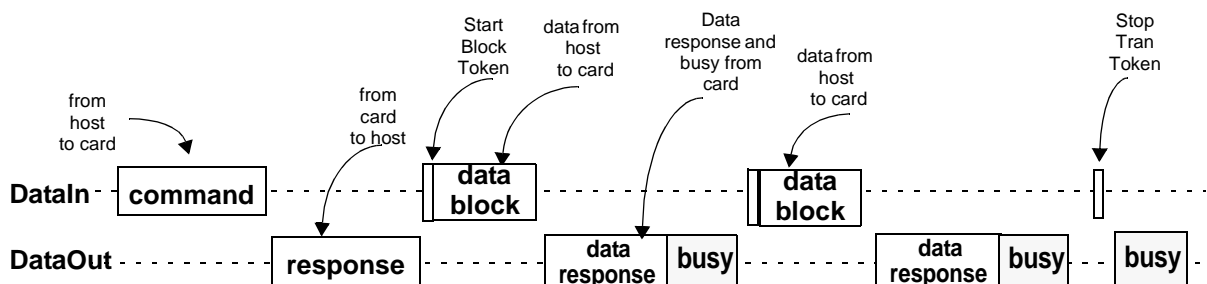 from
host
to card
from
card
to host
Start
Block
Token
data from
host
to card
Data
response and
busy from
card
data from
host
to card
Stop
Tran
Token
DataIn
command
data
block
data
block
DataOut
response
data
response
busy
data
response
busy
busy